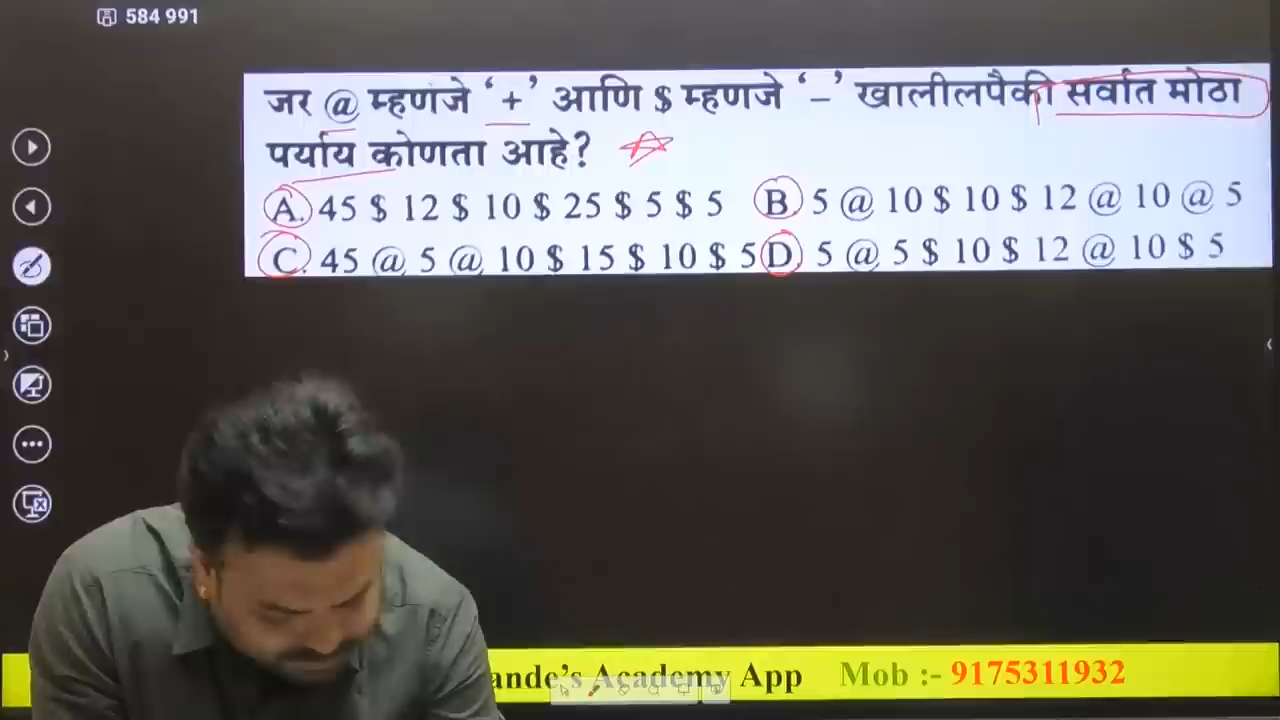 584 991
जर @ म्हणजे ‘+’ आणि $ म्हणजे ‘–’ खालीलपैकी सर्वात मोठा
पर्याय कोणता आहे?
A. 45 $ 12 $ 10 $ 25 $ 5 $ 5 B. 5 @ 10 $ 10 $ 12 @ 10 @ 5
C. 45 @ 5 @ 10 $ 15 $ 10 $ 5 D. 5 @ 5 $ 10 $ 12 @ 10 $ 5
ande’s Academy App Mob :- 9175311932